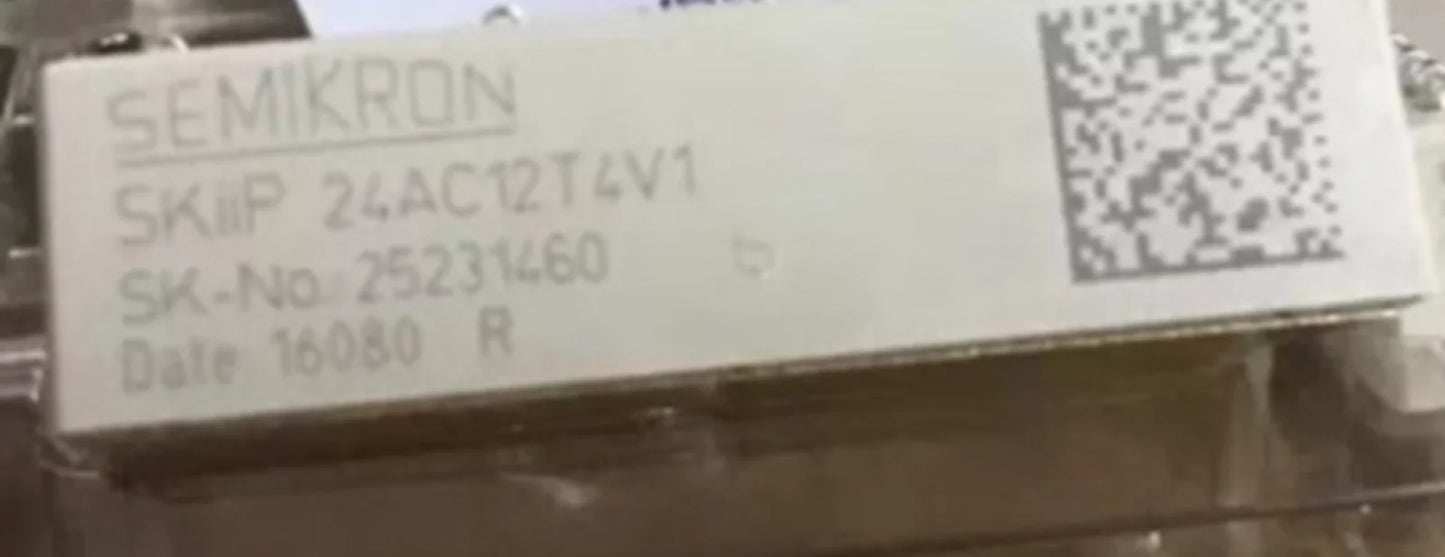 SEMIKRON
SKiiP 24AC12T4V1
SK-No. 25231460
Date 16080 R